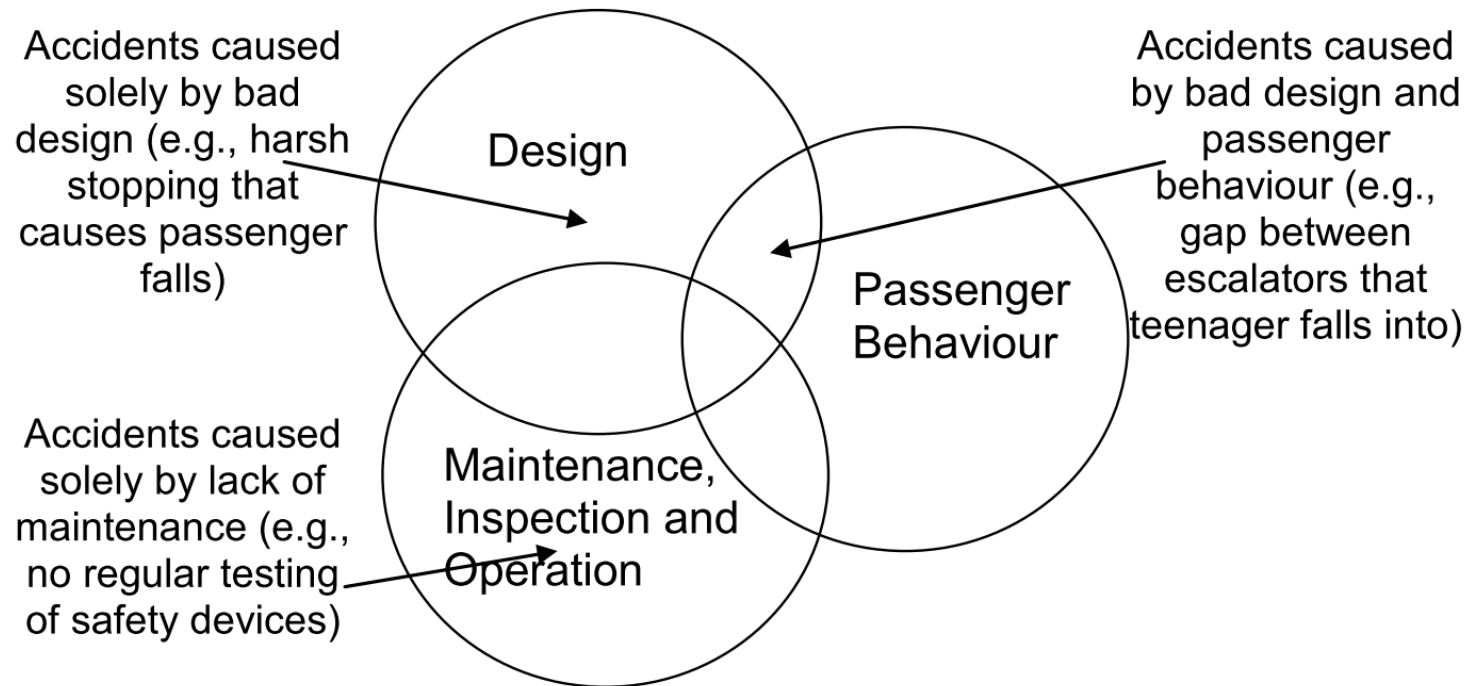 Accidents caused
solely by bad
design (e.g., harsh
stopping that
causes passenger
falls)
Design
Accidents caused
by bad design and
passenger
behaviour (e.g.,
gap between
escalators that
teenager falls into)
Passenger
Behaviour
Accidents caused
solely by lack of
maintenance (e.g.,
no regular testing
of safety devices)
Maintenance,
Inspection and
Operation